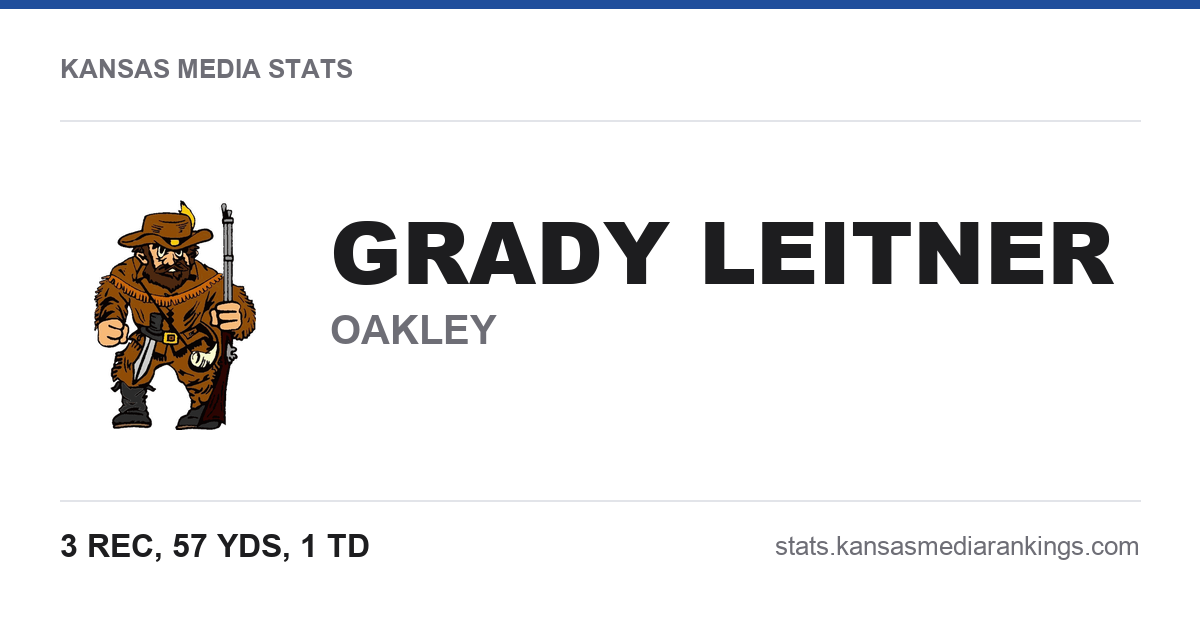 KANSAS MEDIA STATS
GRADY LEITNER
OAKLEY
3 REC, 57 YDS, 1 TD
stats.kansasmediarankings.com